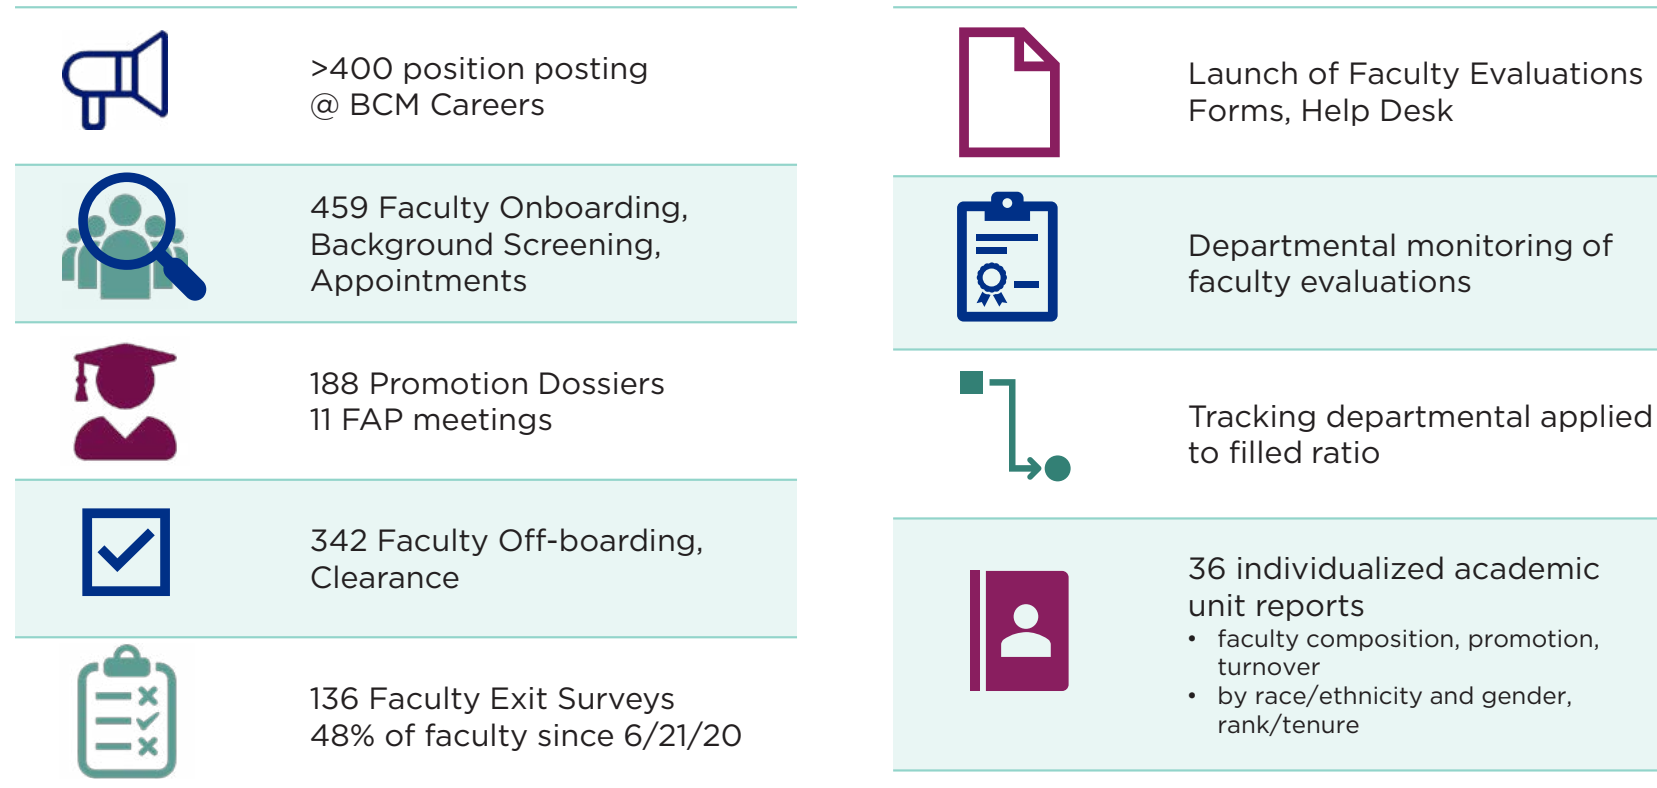 >400 position posting
@ BCM Careers
459 Faculty Onboarding,
Background Screening,
Appointments
188 Promotion Dossiers
11 FAP meetings
342 Faculty Off-boarding,
Clearance
136 Faculty Exit Surveys
48% of faculty since 6/21/20
Launch of Faculty Evaluations
Forms, Help Desk
Departmental monitoring of
faculty evaluations
Tracking departmental applied
to filled ratio
36 individualized academic
unit reports
• faculty composition, promotion,
turnover
• by race/ethnicity and gender,
rank/tenure